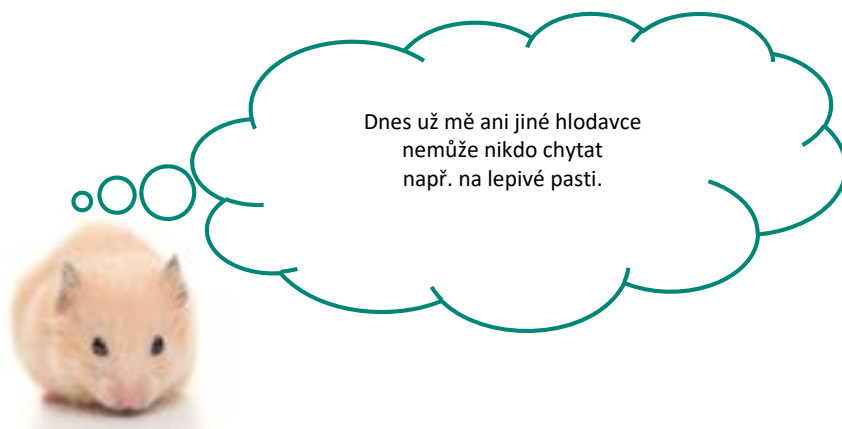 Dnes už mě ani jiné hlodavce
nemůže nikdo chytat
např. na lepivé pasti.